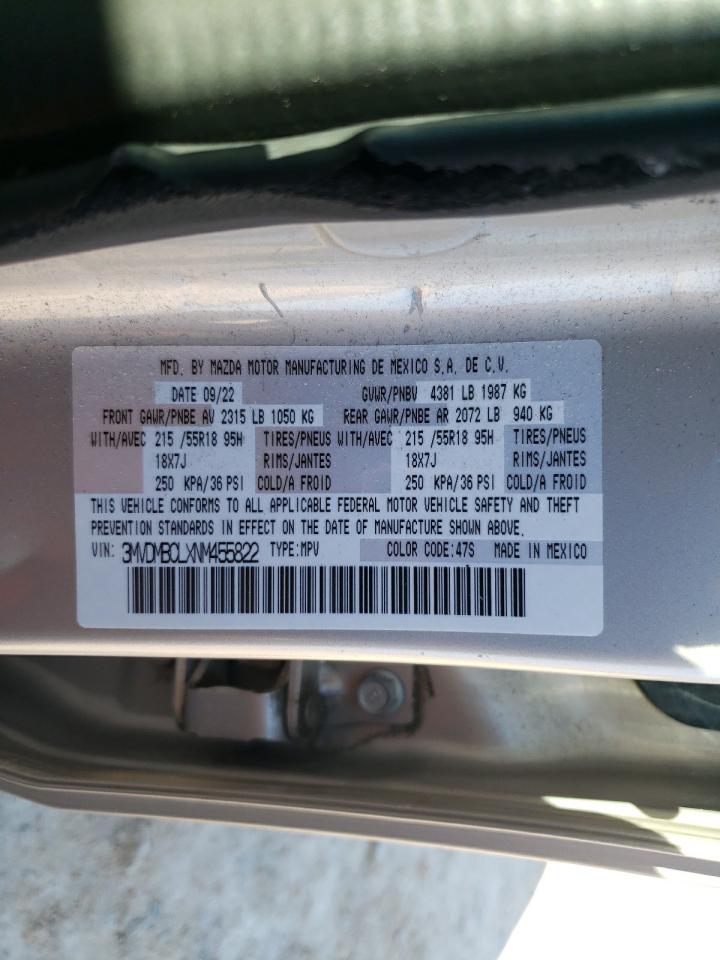 MFD. BY MAZDA MOTOR MANUFACTURING DE MEXICO S.A. DE C.V.
DATE 09/22 GVWR/PNBV 4381 LB 1987 KG
FRONT GAWR/PNBE AV 2315 LB 1050 KG REAR GAWR/PNBE AR 2072 LB 940 KG
WITH/AVEC 215 /55R18 95H TIRES/PNEUS WITH/AVEC 215 /55R18 95H TIRES/PNEUS
18X7J RIMS/JANTES 18X7J RIMS/JANTES
250 KPA/36 PSI COLD/A FROID 250 KPA/36 PSI COLD/A FROID
THIS VEHICLE CONFORMS TO ALL APPLICABLE FEDERAL MOTOR VEHICLE SAFETY AND THEFT
PREVENTION STANDARDS IN EFFECT ON THE DATE OF MANUFACTURE SHOWN ABOVE.
VIN: 3MVDMBCLXNM455822 TYPE:MPV COLOR CODE:47S MADE IN MEXICO